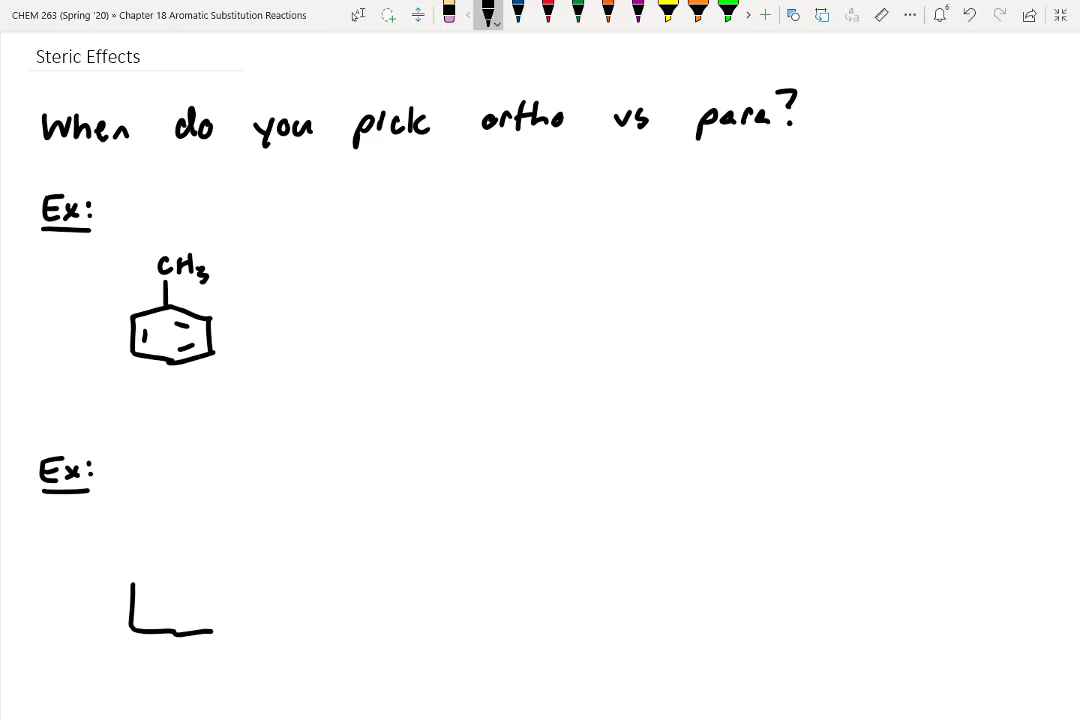 CHEM 263 (Spring '20) » Chapter 18 Aromatic Substitution Reactions
6
Steric Effects
When do you pick ortho vs para?
Ex:
CH3
Ex: